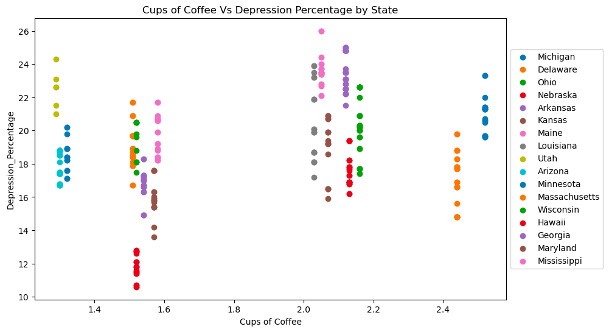 Cups of Coffee Vs Depression Percentage by State
26
24
22
20
18
16
14
12
10
Depression_Percentage
1.4
1.6
1.8
2.0
2.2
2.4
Cups of Coffee
Michigan
Delaware
Ohio
Nebraska
Arkansas
Kansas
Maine
Louisiana
Utah
Arizona
Minnesota
Massachusetts
Wisconsin
Hawaii
Georgia
Maryland
Mississippi